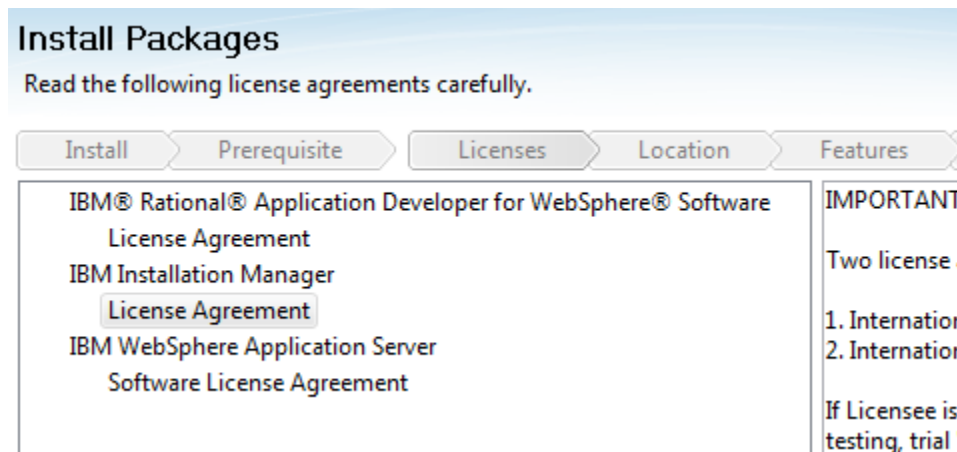 Install Packages
Read the following license agreements carefully.
Install Prerequisite Licenses Location Features
IBM® Rational® Application Developer for WebSphere® Software
License Agreement
IBM Installation Manager
License Agreement
IBM WebSphere Application Server
Software License Agreement
IMPORTANT
Two license
1. Internation
2. Internation
If Licensee is
testing, trial